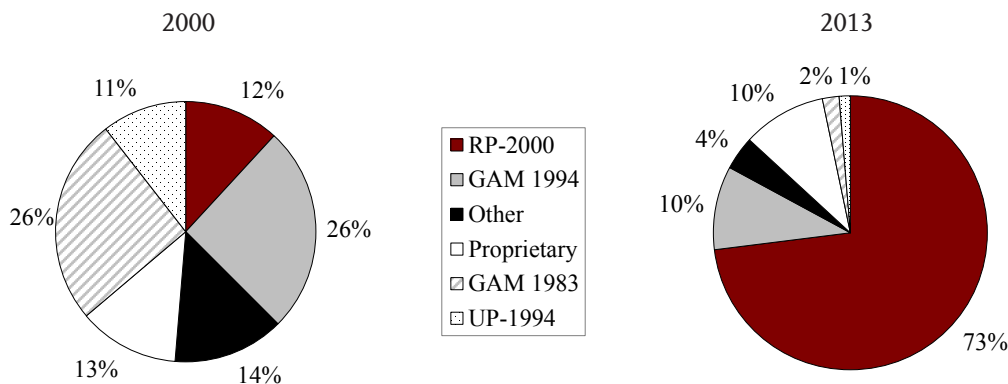 2000
11%
12%
26%
26%
13%
14%
RP-2000
GAM 1994
Other
Proprietary
GAM 1983
UP-1994
2013
2%
1%
10%
4%
10%
73%